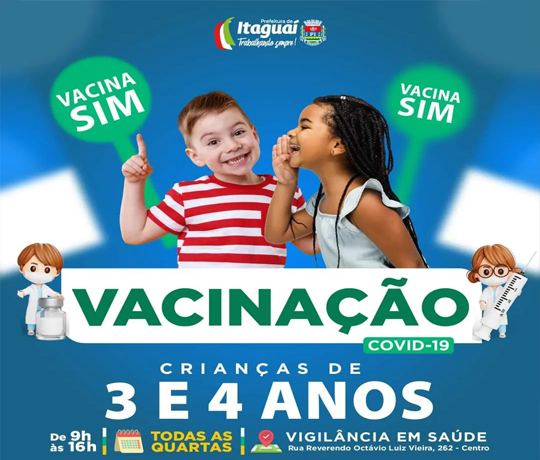 Prefeitura de
Itaguaí
Trabalhando sempre!
VACINA
SIM
VACINA
SIM
VACINAÇÃO
COVID-19
CRIANÇAS DE
3 E 4 ANOS
De 9h
às 16h
TODAS AS
QUARTAS
VIGILÂNCIA EM SAÚDE
Rua Reverendo Octávio Luiz Vieira, 262 - Centro